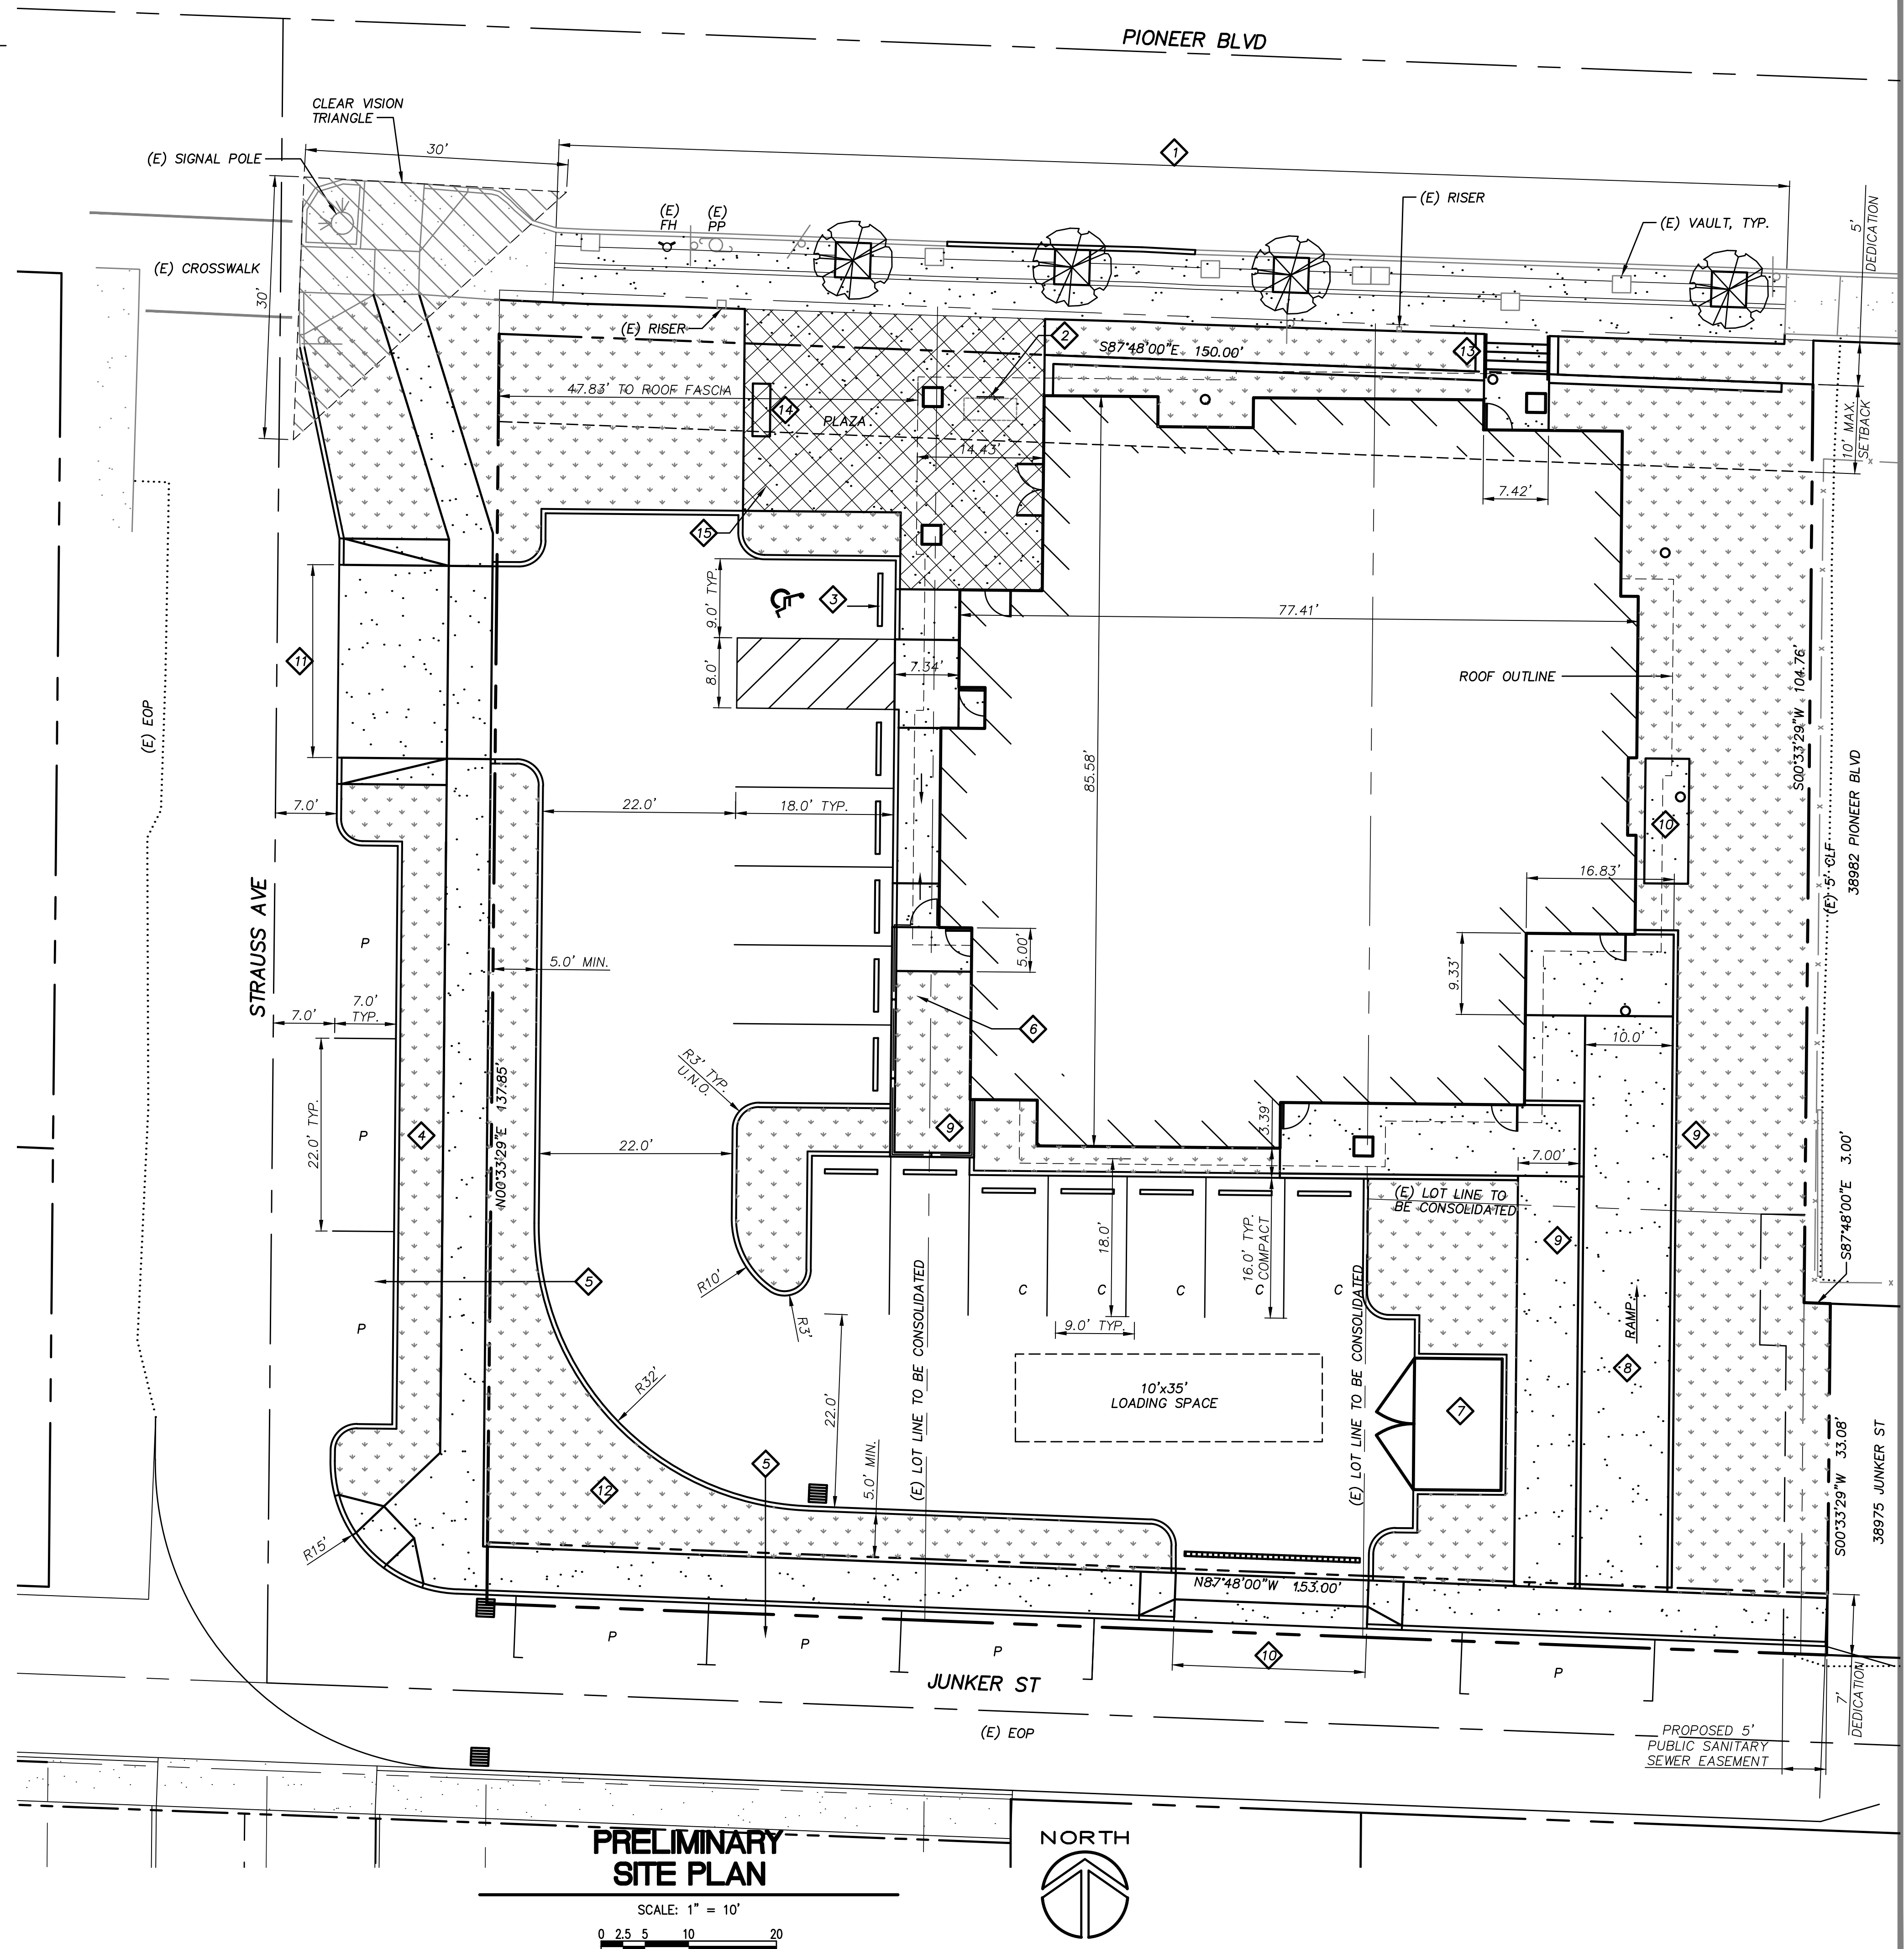 PIONEER BLVD
CLEAR VISION
TRIANGLE
30'
1
(E) SIGNAL POLE
(E) RISER
5'
DEDICATION
(E)
FH
(E)
PP
(E) VAULT, TYP.
(E) CROSSWALK
30'
(E) RISER
2
S87°48'00"E 150.00'
13
47.83' TO ROOF FASCIA
14
PLAZA
10' MAX.
SETBACK
14.43'
7.42'
15
9.0' TYP.
3
77.41'
11
8.0'
7.34'
ROOF OUTLINE
S00°33'29"W 104.76'
(E) EOP
85.58'
38982 PIONEER BLVD
7.0'
22.0'
18.0' TYP.
10
(E) 5' CLF
16.83'
STRAUSS AVE
P
5.0' MIN.
5.00'
9.33'
7.0'
7.0'
TYP.
6
10.0'
R3' TYP.
U.N.O.
N00°33'29"E 137.85'
22.0' TYP.
P
4
22.0'
9
3.39'
9
7.00'
S87°48'00"E 3.00'
(E) LOT LINE TO
BE CONSOLIDATED
18.0'
16.0' TYP.
COMPACT
9
5
R10'
C
C
C
C
C
P
R3'
9.0' TYP.
RAMP
(E) LOT LINE TO BE CONSOLIDATED
(E) LOT LINE TO BE CONSOLIDATED
8
R32'
22.0'
10'x35'
LOADING SPACE
7
5.0' MIN.
5
12
S00°33'29"W 33.08'
38975 JUNKER ST
R15'
N87°48'00"W 153.00'
P
P
P
10
P
JUNKER ST
7'
DEDICATION
(E) EOP
PROPOSED 5'
PUBLIC SANITARY
SEWER EASEMENT
PRELIMINARY
SITE PLAN
NORTH
SCALE: 1" = 10'
0 2.5 5 10 20